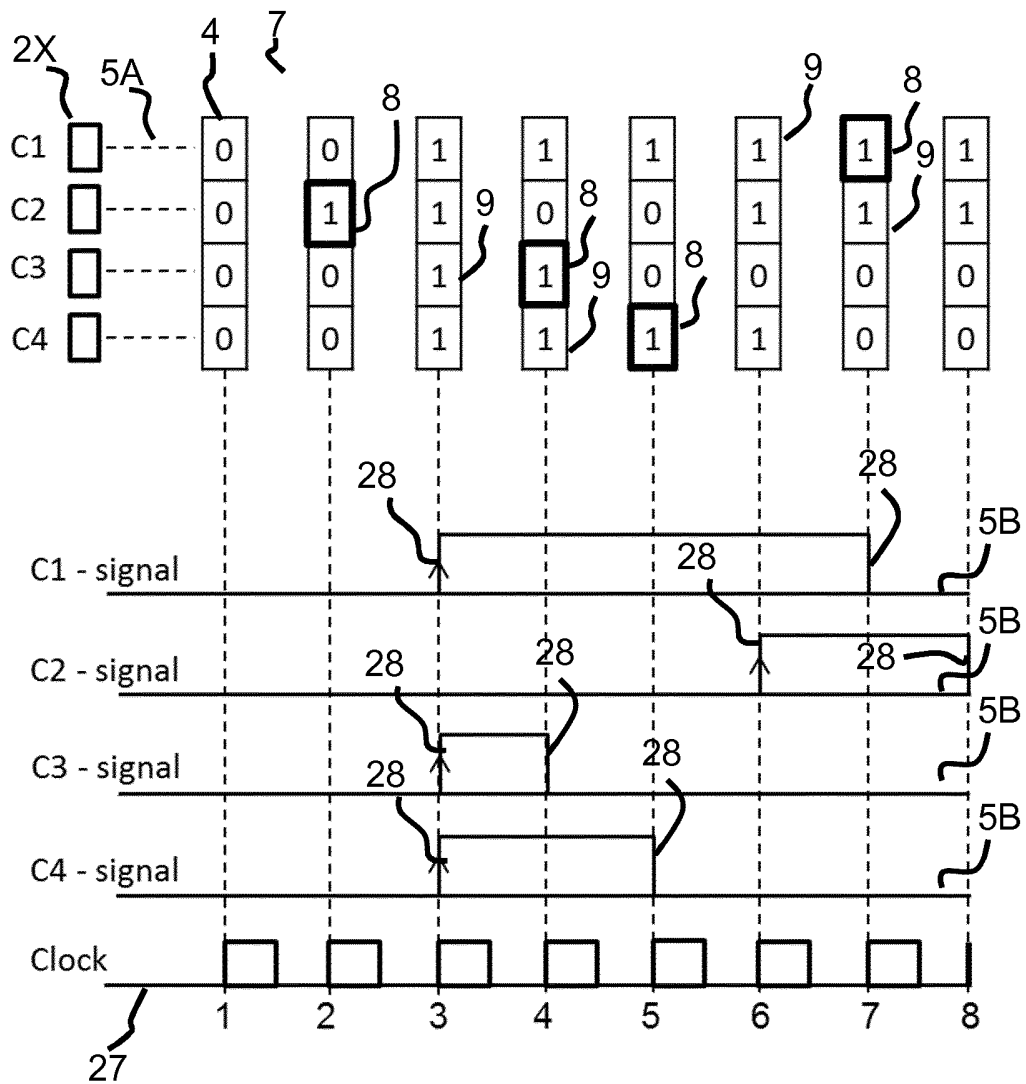 7
4
2X
5A
8
9
8
9
C1 0 0 1 1 1 1 1 1
C2 0 1 1 0 0 1 1 1
9
8
8
C3 0 0 1 1 0 0 0 0
9
C4 0 0 1 1 1 1 0 0
28
28
5B
C1 - signal
28
5B
C2 - signal
28
28
28
5B
C3 - signal
28
28
5B
C4 - signal
Clock
1 2 3 4 5 6 7 8
27